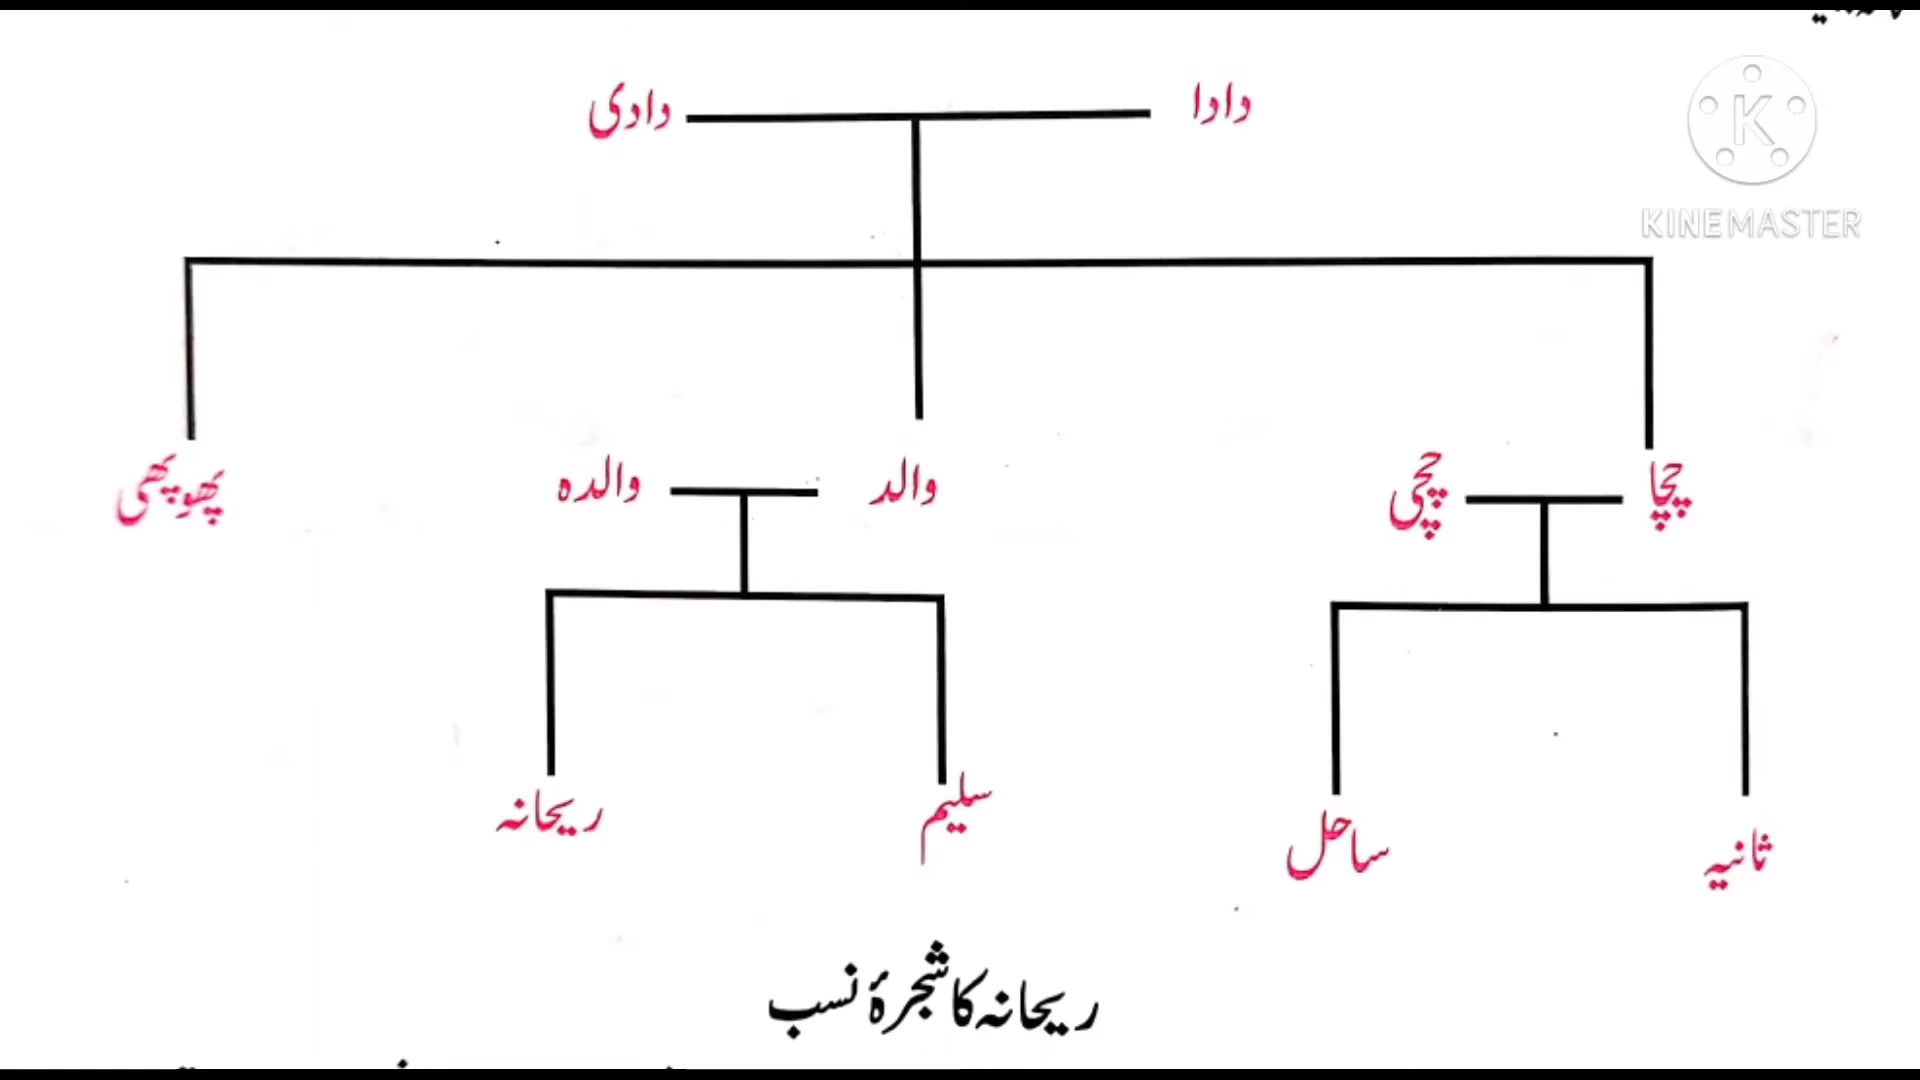 دادا دادی
K
KINEMASTER
چچا چچی والد والدہ پھوپھی
ثانیہ ساحل سلیم ریحانہ
ریحانہ کا شجرۂ نسب